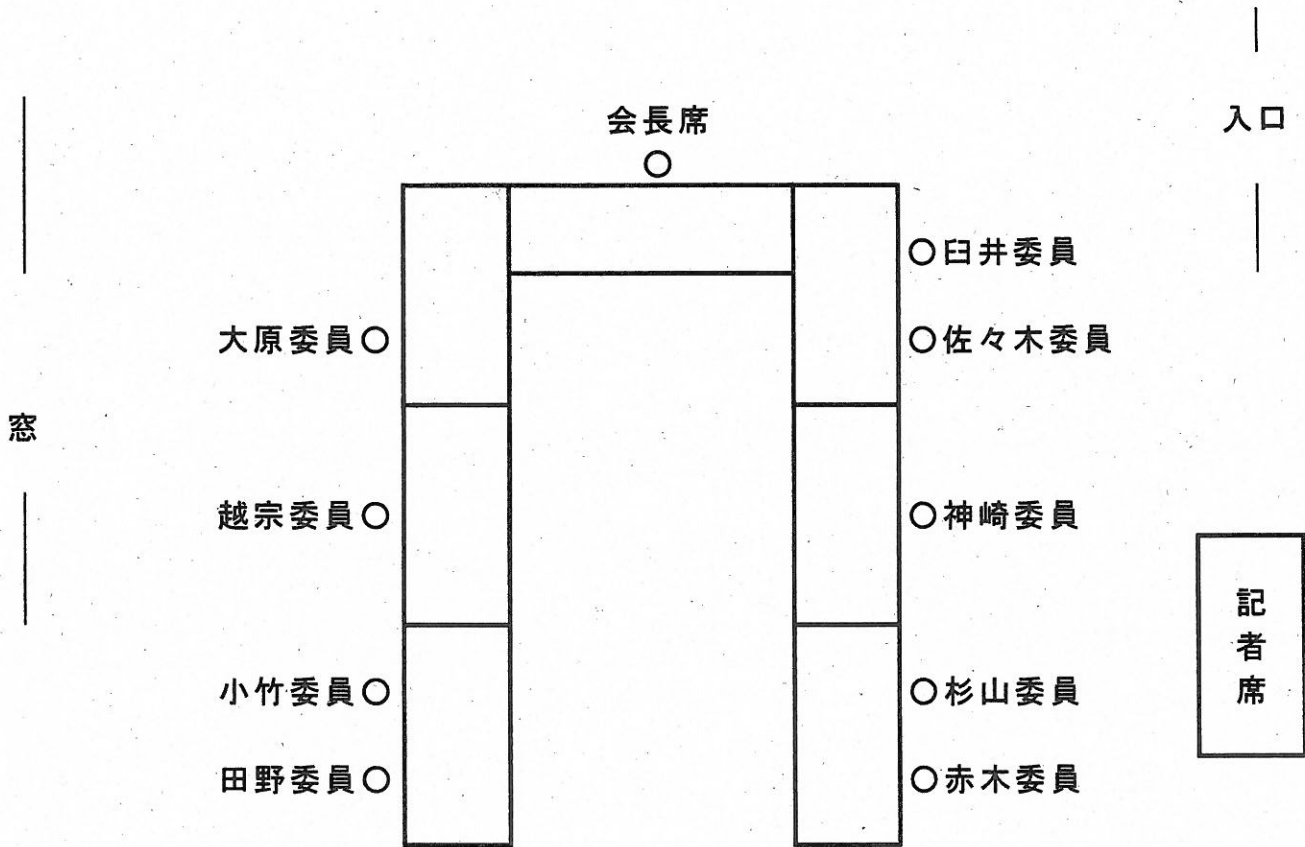 会長席
入口
臼井委員
大原委員
佐々木委員
窓
越宗委員
神崎委員
記者席
小竹委員
杉山委員
田野委員
赤木委員